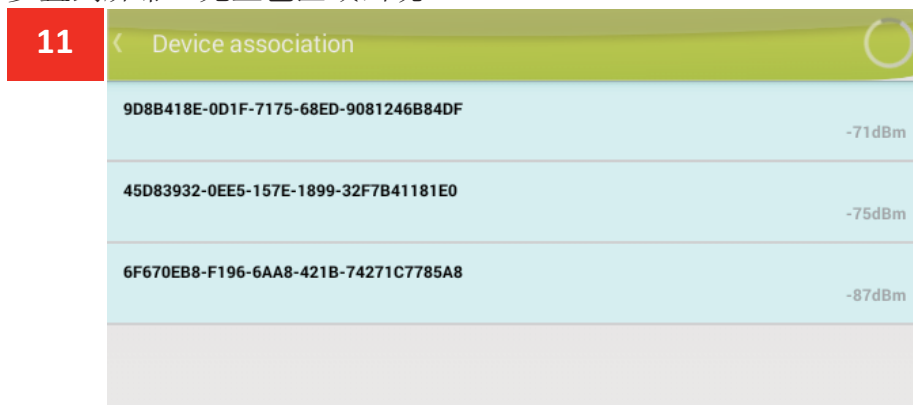 11
Device association
9D8B418E-0D1F-7175-68ED-9081246B84DF
-71dBm
45D83932-0EE5-157E-1899-32F7B41181E0
-75dBm
6F670EB8-F196-6AA8-421B-74271C7785A8
-87dBm